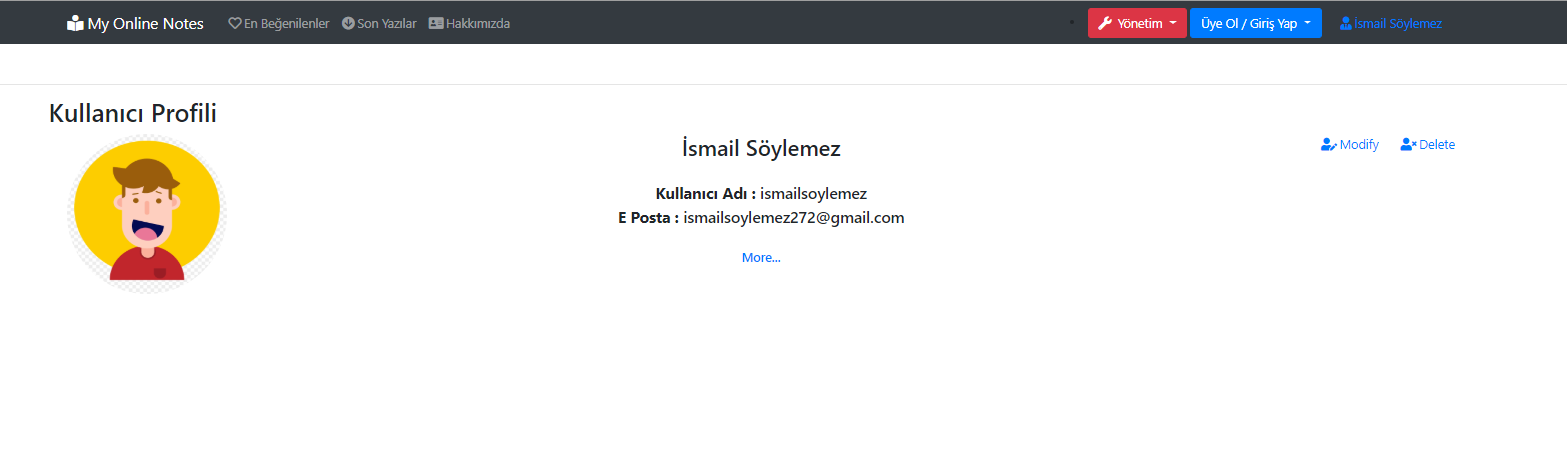 My Online Notes En Beğenilenler Son Yazılar Hakkımızda Yönetim Üye Ol / Giriş Yap İsmail Söylemez
Kullanıcı Profili
İsmail Söylemez Modify Delete
Kullanıcı Adı : ismailsoylemez
E Posta : ismailsoylemez272@gmail.com
More...